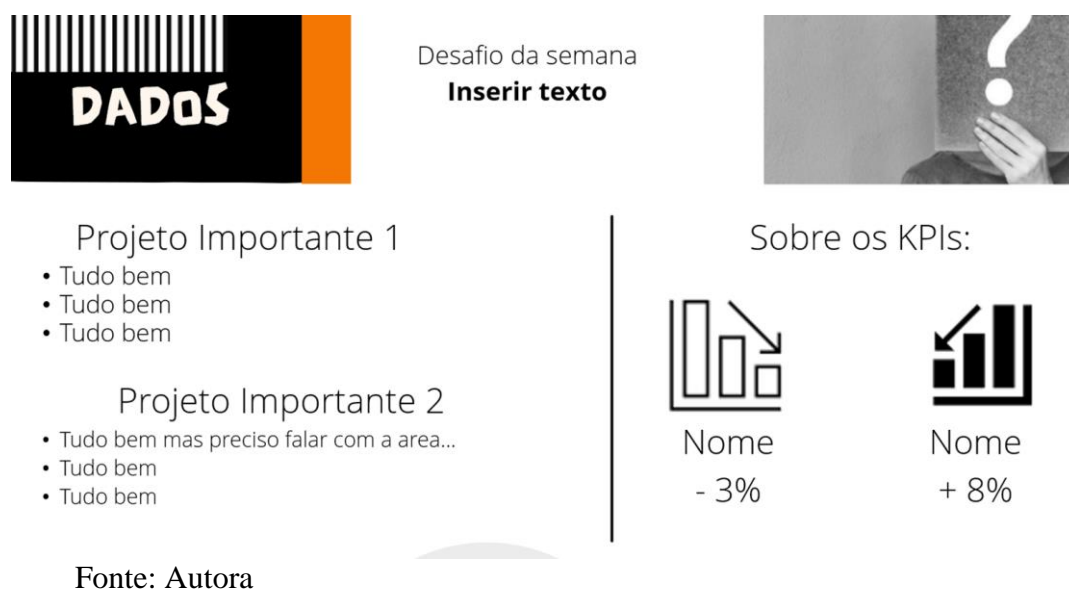 DADOS
Desafio da semana
Inserir texto
?
Projeto Importante 1
• Tudo bem
• Tudo bem
• Tudo bem
Projeto Importante 2
• Tudo bem mas preciso falar com a area...
• Tudo bem
• Tudo bem
Sobre os KPIs:
Nome
- 3%
Nome
+ 8%
Fonte: Autora